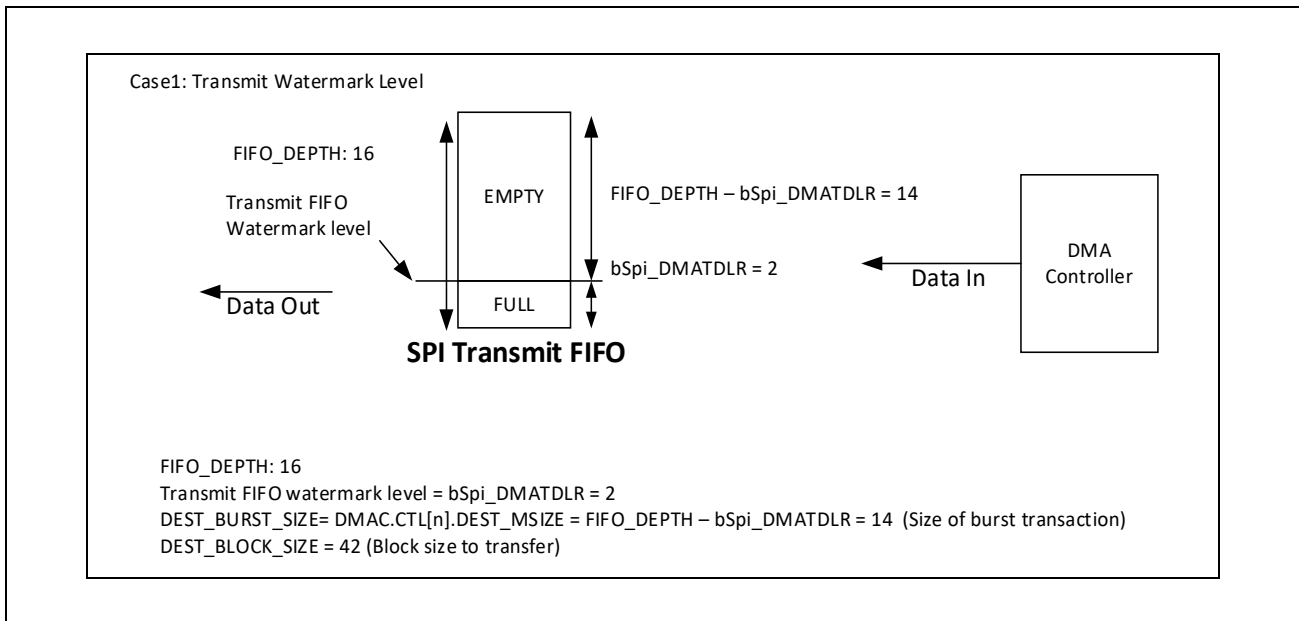 Case1: Transmit Watermark Level
FIFO_DEPTH: 16
Transmit FIFO
Watermark level
EMPTY
FIFO_DEPTH – bSpi_DMATDLR = 14
bSpi_DMATDLR = 2
FULL
Data Out
SPI Transmit FIFO
Data In
DMA
Controller
FIFO_DEPTH: 16
Transmit FIFO watermark level = bSpi_DMATDLR = 2
DEST_BURST_SIZE= DMAC.CTL[n].DEST_MSIZE = FIFO_DEPTH – bSpi_DMATDLR = 14 (Size of burst transaction)
DEST_BLOCK_SIZE = 42 (Block size to transfer)